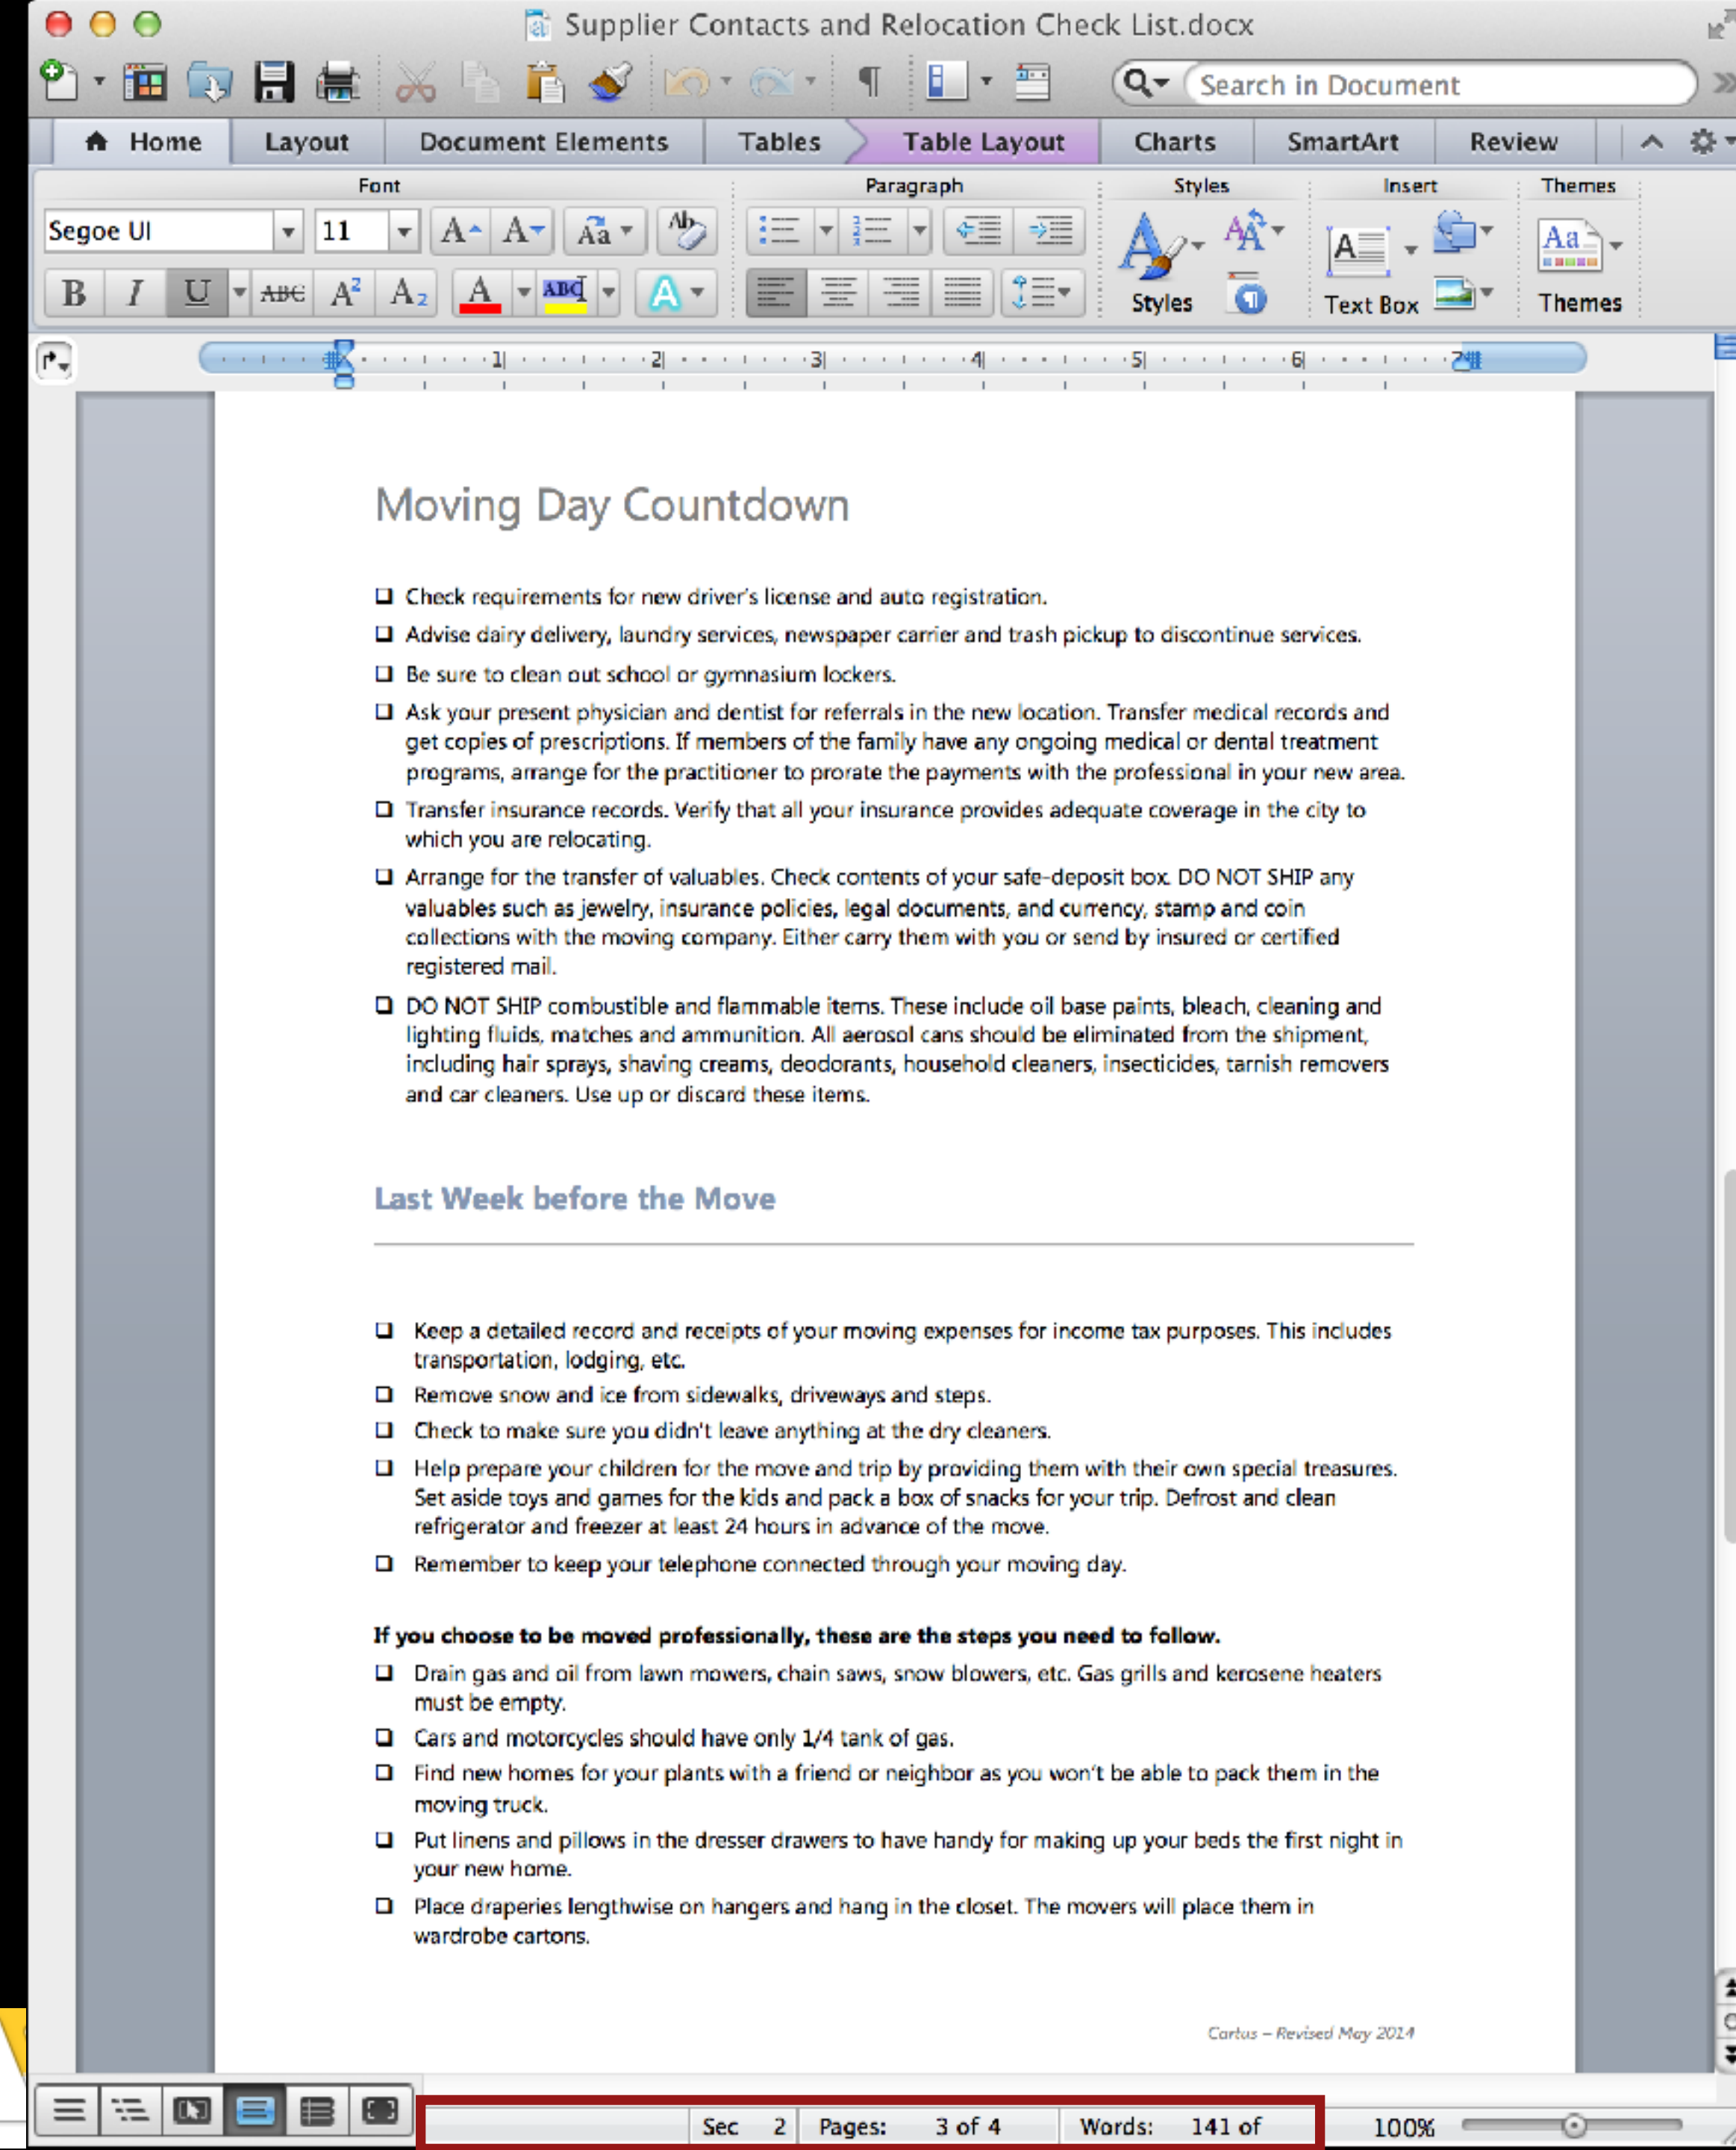 Supplier Contacts and Relocation Check List.docx
Search in Document
Home Layout Document Elements Tables Table Layout Charts SmartArt Review
Font Paragraph Styles Insert Themes
Segoe UI 11 A A Aa Ab A Aa
B I U ABC A2 A2 A ABC A Styles Text Box Themes
1 2 3 4 5 6 7
Moving Day Countdown
Check requirements for new driver's license and auto registration.
Advise dairy delivery, laundry services, newspaper carrier and trash pickup to discontinue services.
Be sure to clean out school or gymnasium lockers.
Ask your present physician and dentist for referrals in the new location. Transfer medical records and
get copies of prescriptions. If members of the family have any ongoing medical or dental treatment
programs, arrange for the practitioner to prorate the payments with the professional in your new area.
Transfer insurance records. Verify that all your insurance provides adequate coverage in the city to
which you are relocating.
Arrange for the transfer of valuables. Check contents of your safe-deposit box. DO NOT SHIP any
valuables such as jewelry, insurance policies, legal documents, and currency, stamp and coin
collections with the moving company. Either carry them with you or send by insured or certified
registered mail.
DO NOT SHIP combustible and flammable items. These include oil base paints, bleach, cleaning and
lighting fluids, matches and ammunition. All aerosol cans should be eliminated from the shipment,
including hair sprays, shaving creams, deodorants, household cleaners, insecticides, tarnish removers
and car cleaners. Use up or discard these items.
Last Week before the Move
Keep a detailed record and receipts of your moving expenses for income tax purposes. This includes
transportation, lodging, etc.
Remove snow and ice from sidewalks, driveways and steps.
Check to make sure you didn't leave anything at the dry cleaners.
Help prepare your children for the move and trip by providing them with their own special treasures.
Set aside toys and games for the kids and pack a box of snacks for your trip. Defrost and clean
refrigerator and freezer at least 24 hours in advance of the move.
Remember to keep your telephone connected through your moving day.
If you choose to be moved professionally, these are the steps you need to follow.
Drain gas and oil from lawn mowers, chain saws, snow blowers, etc. Gas grills and kerosene heaters
must be empty.
Cars and motorcycles should have only 1/4 tank of gas.
Find new homes for your plants with a friend or neighbor as you won't be able to pack them in the
moving truck.
Put linens and pillows in the dresser drawers to have handy for making up your beds the first night in
your new home.
Place draperies lengthwise on hangers and hang in the closet. The movers will place them in
wardrobe cartons.
Cartus – Revised May 2014
Sec 2 Pages: 3 of 4 Words: 141 of 100%